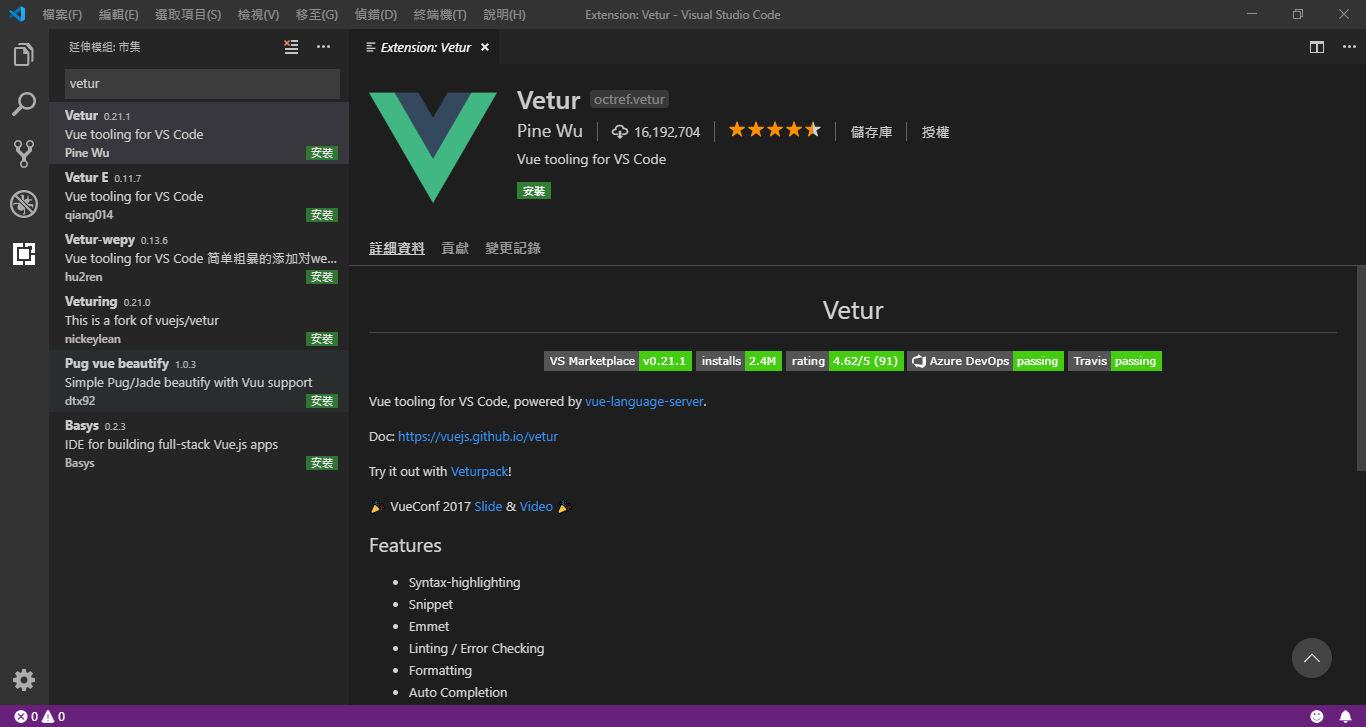 檔案(F) 編輯(E) 選取項目(S) 檢視(V) 移至(G) 偵錯(D) 終端機(T) 說明(H) Extension: Vetur - Visual Studio Code
延伸模組: 市集
vetur
Vetur 0.21.1
Vue tooling for VS Code
Pine Wu 安裝
Vetur E 0.11.7
Vue tooling for VS Code
qiang014 安裝
Vetur-wepy 0.13.6
Vue tooling for VS Code 简单粗暴的添加对we...
hu2ren 安裝
Veturing 0.21.0
This is a fork of vuejs/vetur
nickeylean 安裝
Pug vue beautify 1.0.3
Simple Pug/Jade beautify with Vuu support
dtx92 安裝
Basys 0.2.3
IDE for building full-stack Vue.js apps
Basys 安裝
Extension: Vetur
Vetur octref.vetur
Pine Wu 16,192,704 儲存庫 授權
Vue tooling for VS Code
安裝
詳細資料 貢獻 變更記錄
Vetur
VS Marketplace v0.21.1 installs 2.4M rating 4.62/5 (91) Azure DevOps passing Travis passing
Vue tooling for VS Code, powered by vue-language-server.
Doc: https://vuejs.github.io/vetur
Try it out with Veturpack!
🎉 VueConf 2017 Slide & Video 🎉
Features
• Syntax-highlighting
• Snippet
• Emmet
• Linting / Error Checking
• Formatting
• Auto Completion
0 0